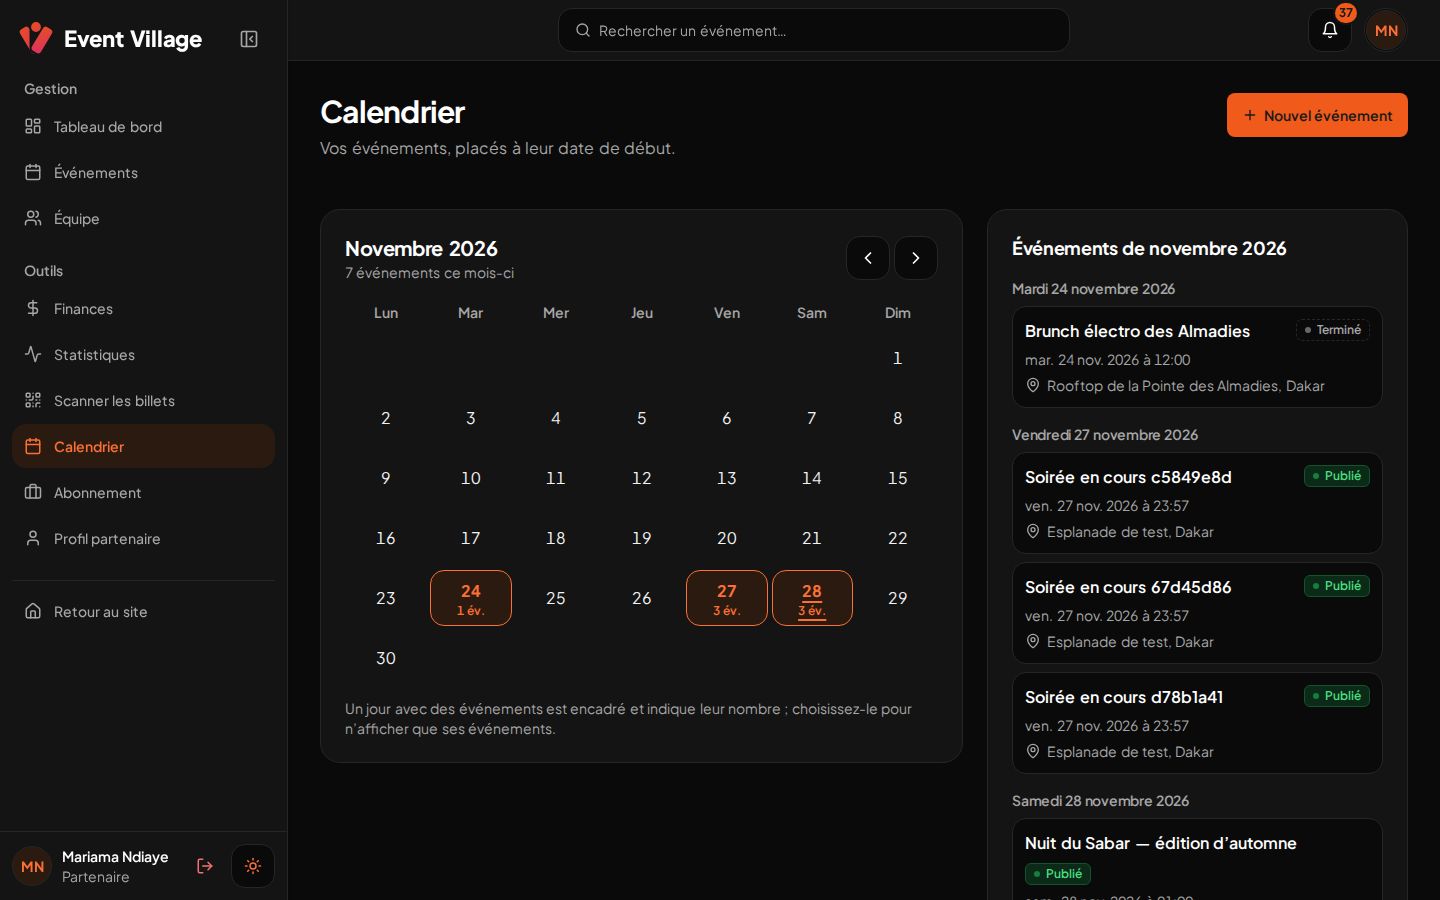 Event Village
Gestion
Tableau de bord
Événements
Équipe
Outils
Finances
Statistiques
Scanner les billets
Calendrier
Abonnement
Profil partenaire
Retour au site
MN
Mariama Ndiaye
Partenaire
Rechercher un événement...
37
MN
Calendrier
Vos événements, placés à leur date de début.
Nouvel événement
Novembre 2026
7 événements ce mois-ci
Lun Mar Mer Jeu Ven Sam Dim
1
2 3 4 5 6 7 8
9 10 11 12 13 14 15
16 17 18 19 20 21 22
23 24 25 26 27 28 29
1 év. 3 év. 3 év.
30
Un jour avec des événements est encadré et indique leur nombre ; choisissez-le pour
n'afficher que ses événements.
Événements de novembre 2026
Mardi 24 novembre 2026
Brunch électro des Almadies
Terminé
mar. 24 nov. 2026 à 12:00
Rooftop de la Pointe des Almadies, Dakar
Vendredi 27 novembre 2026
Soirée en cours c5849e8d
Publié
ven. 27 nov. 2026 à 23:57
Esplanade de test, Dakar
Soirée en cours 67d45d86
Publié
ven. 27 nov. 2026 à 23:57
Esplanade de test, Dakar
Soirée en cours d78b1a41
Publié
ven. 27 nov. 2026 à 23:57
Esplanade de test, Dakar
Samedi 28 novembre 2026
Nuit du Sabar — édition d'automne
Publié